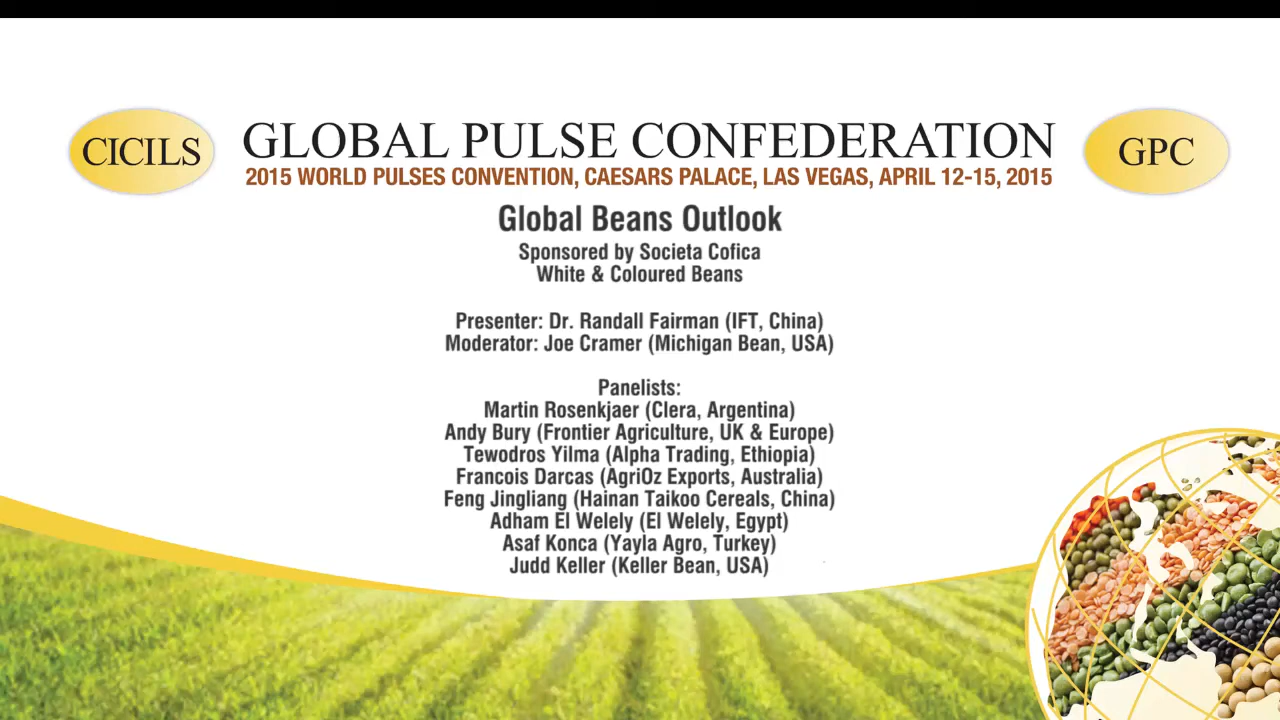 CICILS
GLOBAL PULSE CONFEDERATION
GPC
2015 WORLD PULSES CONVENTION, CAESARS PALACE, LAS VEGAS, APRIL 12-15, 2015
Global Beans Outlook
Sponsored by Societa Cofica
White & Coloured Beans
Presenter: Dr. Randall Fairman (IFT, China)
Moderator: Joe Cramer (Michigan Bean, USA)
Panelists:
Martin Rosenkjaer (Clera, Argentina)
Andy Bury (Frontier Agriculture, UK & Europe)
Tewodros Yilma (Alpha Trading, Ethiopia)
Francois Darcas (AgriOz Exports, Australia)
Feng Jingliang (Hainan Taikoo Cereals, China)
Adham El Welely (El Welely, Egypt)
Asaf Konca (Yayla Agro, Turkey)
Judd Keller (Keller Bean, USA)